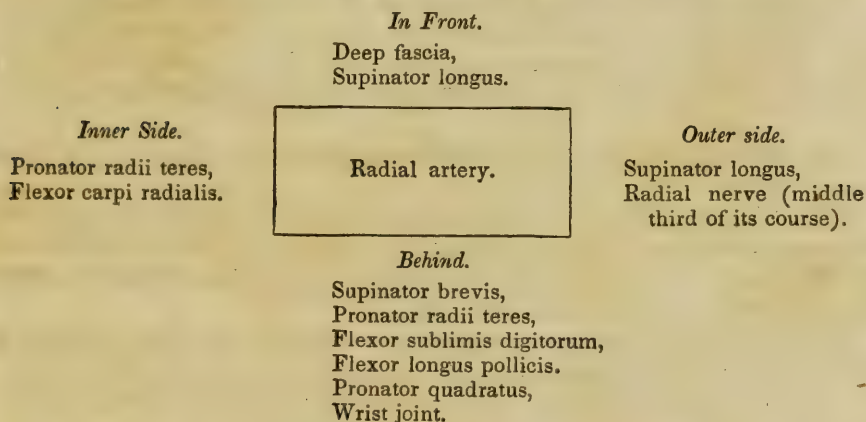 In Front.
Deep fascia,
Supinator longus.
Inner Side.
Pronator radii teres,
Flexor carpi radialis.
Radial artery.
Outer side.
Supinator longus,
Radial nerve (middle
third of its course).
Behind.
Supinator brevis,
Pronator radii teres,
Flexor sublimis digitorum,
Flexor longus pollicis.
Pronator quadratus,
Wrist joint.